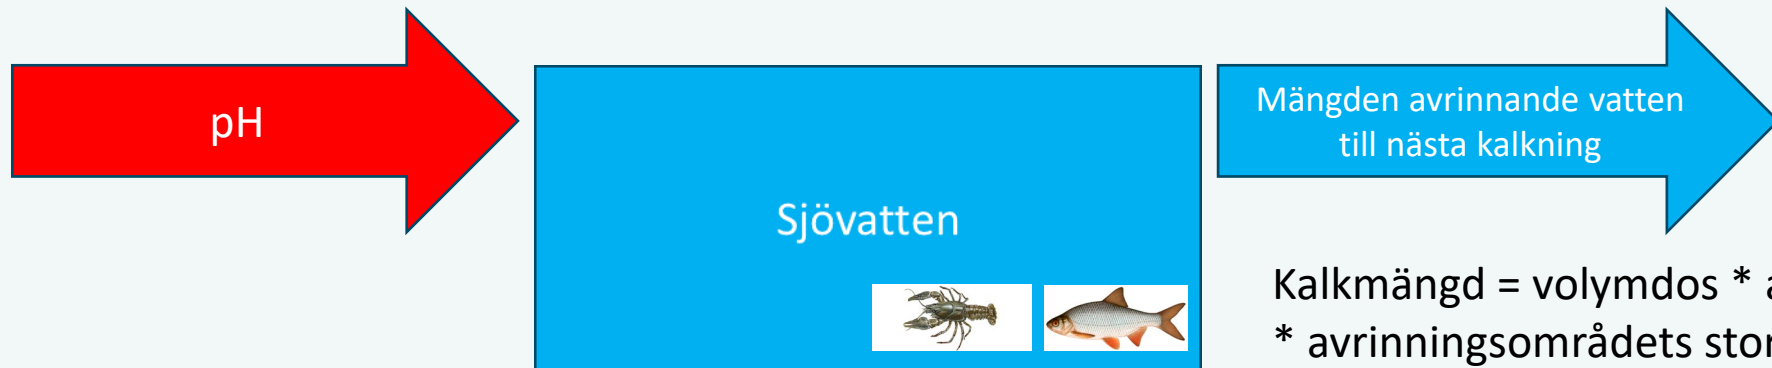 pH
Sjövatten
Mängden avrinnande vatten
till nästa kalkning
Kalkmängd = volymdos *
* avrinningsområdets